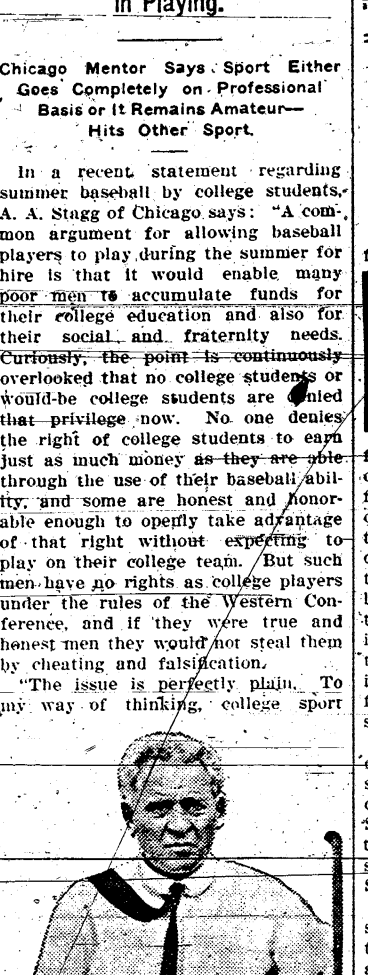 in Playing.
Chicago Mentor Says Sport Either
Goes Completely on Professional
Basis or It Remains Amateur—
Hits Other Sport.
In a recent statement regarding
summer baseball by college students,
A. A. Stagg of Chicago says: "A com-
mon argument for allowing baseball
players to play during the summer for
hire is that it would enable many
poor men to accumulate funds for
their college education and also for
their social and fraternity needs.
Curiously, the point is continuously
overlooked that no college students or
would-be college students are denied
that privilege now. No one denies
the right of college students to earn
just as much money as they are able
through the use of their baseball abil-
ity, and some are honest and honor-
able enough to openly take advantage
of that right without expecting to
play on their college team. But such
men have no rights as college players
under the rules of the Western Con-
ference, and if they were true and
honest men they would not steal them
by cheating and falsification.
"The issue is perfectly plain. To
my way of thinking, college sport